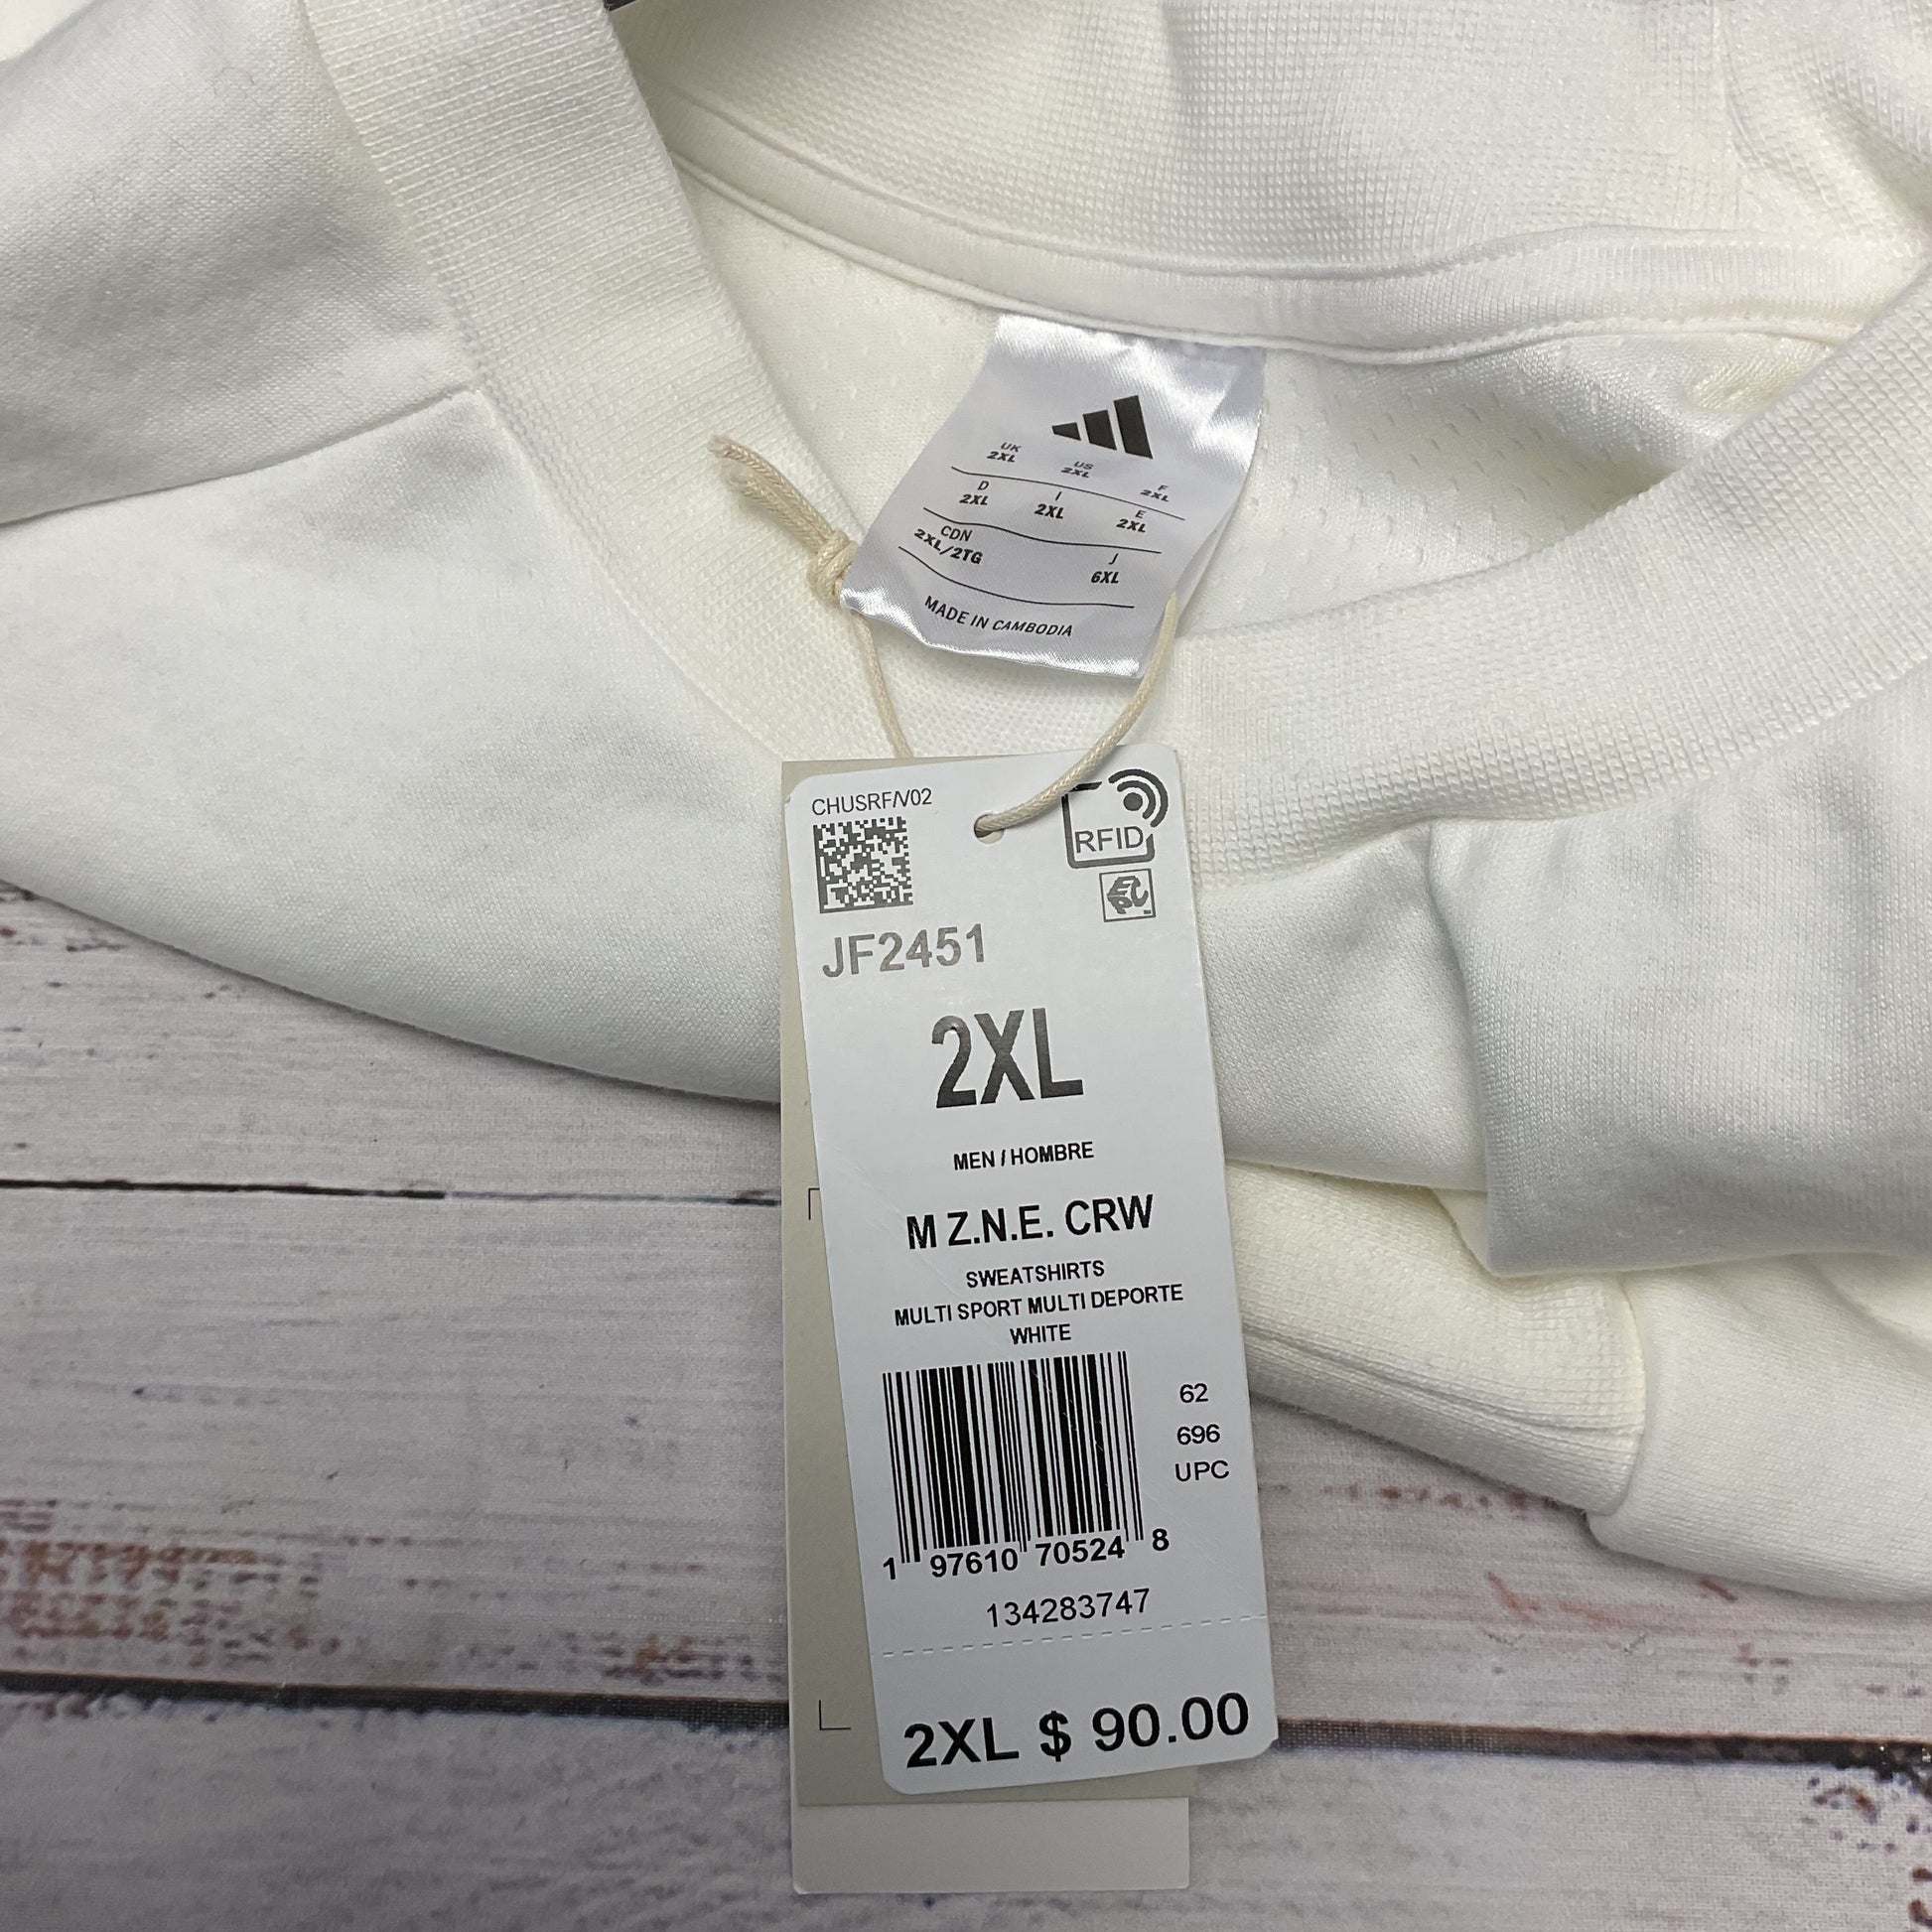 UK US F
2XL 2XL 2XL
D I E
2XL 2XL 2XL
CDN J
2XL/2TG 6XL
MADE IN CAMBODIA
CHUSRF/V02
RFID
JF2451
2XL
MEN / HOMBRE
M Z.N.E. CRW
SWEATSHIRTS
MULTI SPORT MULTI DEPORTE
WHITE
62
696
UPC
1 97610 70524 8
134283747
2XL $ 90.00